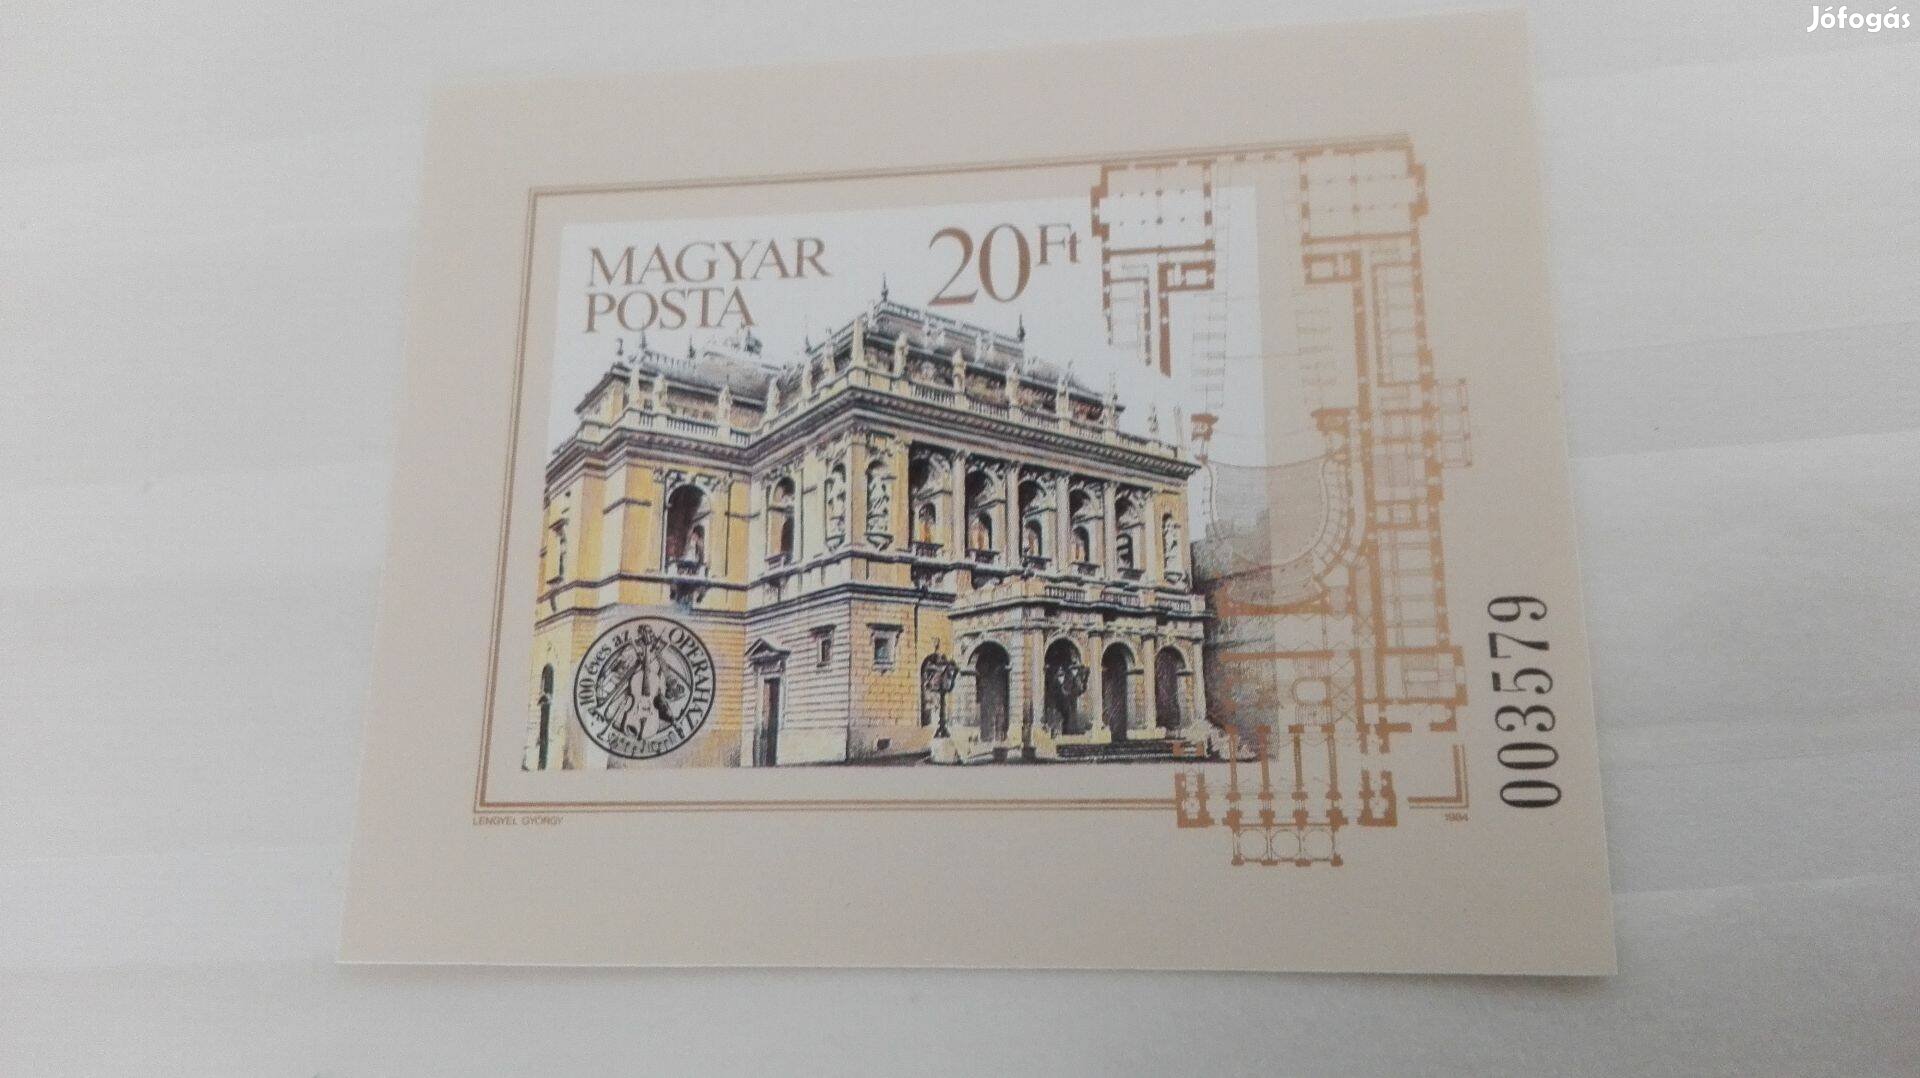 Jófogás
MAGYAR
POSTA
20Ft
100 éves az OPERAHÁZ
LENGYEL GYÖRGY
1984
003579